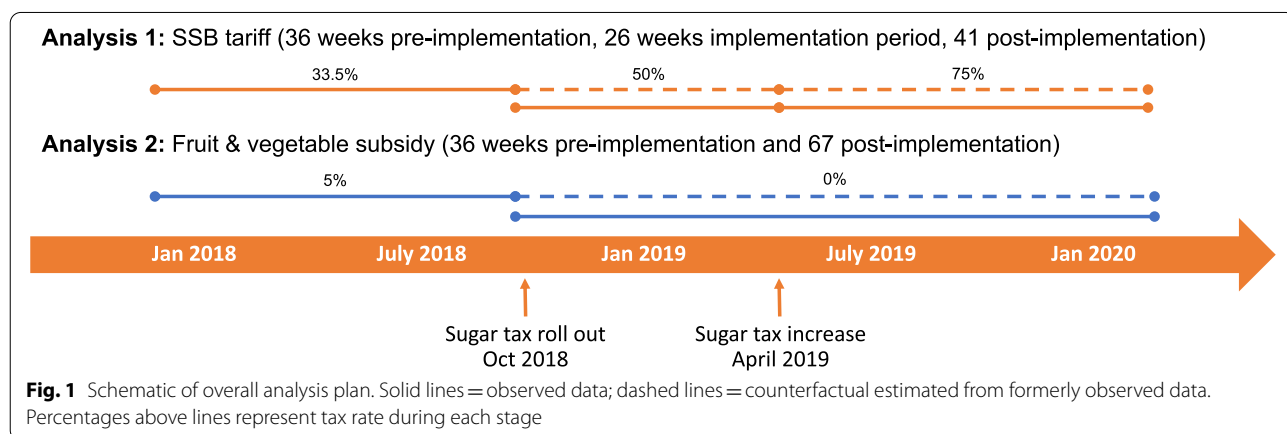 Analysis 1: SSB tariff (36 weeks pre-implementation, 26 weeks implementation period, 41 post-implementation)
33.5% 50% 75%
Analysis 2: Fruit & vegetable subsidy (36 weeks pre-implementation and 67 post-implementation)
5% 0%
Jan 2018 July 2018 Jan 2019 July 2019 Jan 2020
Sugar tax roll out Sugar tax increase
Oct 2018 April 2019
Fig. 1 Schematic of overall analysis plan. Solid lines = observed data; dashed lines = counterfactual estimated from formerly observed data.
Percentages above lines represent tax rate during each stage